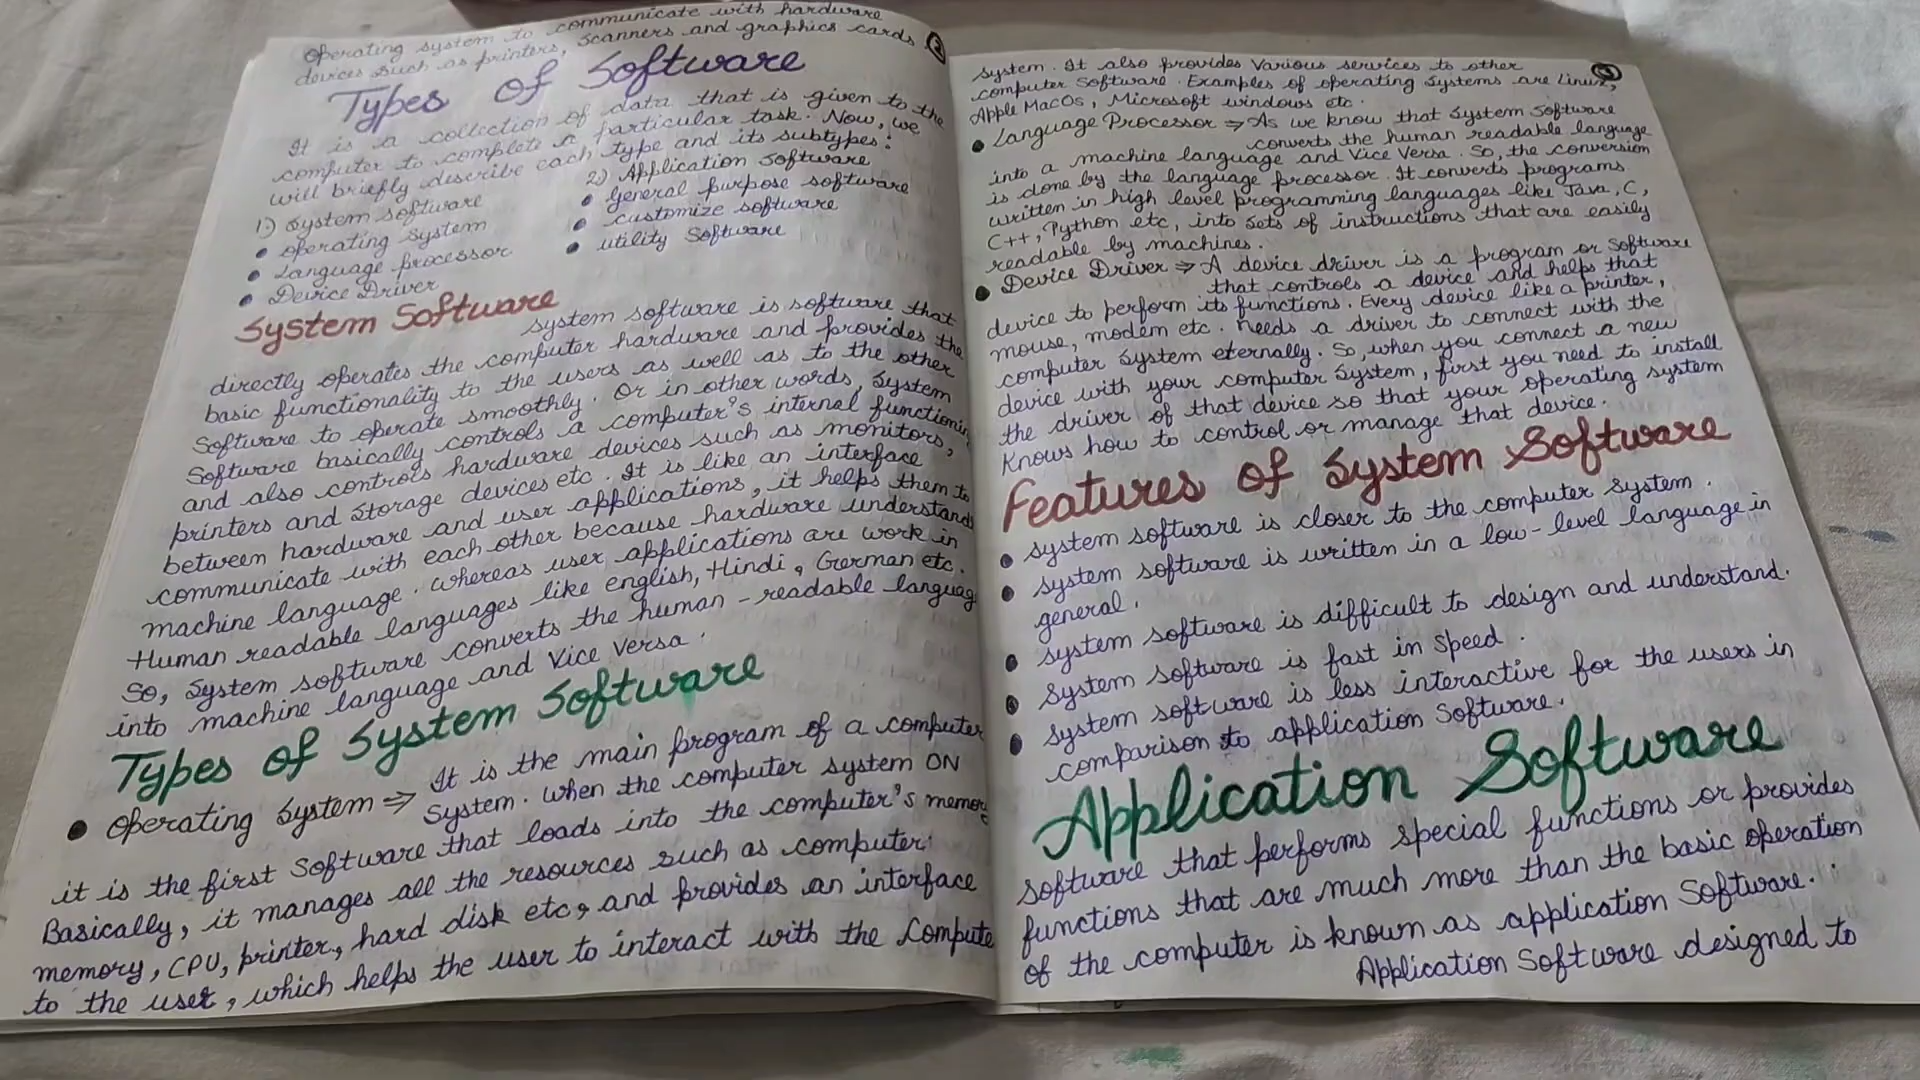 Operating system to communicate with hardware
devices such as printers, scanners and graphics cards. 2
Types of Software
It is a collection of data that is given to the
computer to complete a particular task. Now, we
will briefly describe each type and its subtypes:
1) System software
• operating system
• Language processor
• Device Driver
2) Application software
• general purpose software
• customize software
• utility Software
System Software
System software is software that
directly operates the computer hardware and provides the
basic functionality to the users as well as to the other
Software to operate smoothly. Or in other words, System
Software basically controls a computer's internal functioning
and also controls hardware devices such as monitors,
printers and storage devices etc. It is like an interface
between hardware and user applications, it helps them to
communicate with each other because hardware understands
machine language. whereas user applications are work in
Human readable languages like english, Hindi, German etc.
So, System software converts the human-readable language
into machine language and Vice Versa.
Types of System Software
• Operating System ⇒ It is the main program of a computer
System. when the computer system ON
it is the first Software that loads into the computer's memory
Basically, it manages all the resources such as computer
memory, CPU, printer, hard disk etc, and provides an interface
to the user, which helps the user to interact with the Compute
3
system. It also provides various services to other
computer Software. Examples of operating Systems are Linux,
Apple MacOs, Microsoft windows etc.
• Language Processor ⇒ As we know that System Software
converts the human readable language
into a machine language and Vice Versa. So, the conversion
is done by the language processor. It converts programs
written in high level programming languages like Java, C,
C++, Python etc, into sets of instructions that are easily
readable by machines.
• Device Driver ⇒ A device driver is a program or Software
that controls a device and helps that
device to perform its functions. Every device like a printer,
mouse, modem etc. needs a driver to connect with the
computer System eternally. So, when you connect a new
device with your computer System, first you need to install
the driver of that device so that your operating system
Knows how to control or manage that device.
Features of System Software
• System software is closer to the computer System.
• System software is written in a low-level language in
general.
• System software is difficult to design and understand.
• System software is fast in Speed.
• System software is less interactive for the users in
comparison to application Software.
Application Software
Software that performs special functions or provides
functions that are much more than the basic operation
of the computer is known as application Software.
Application Software designed to